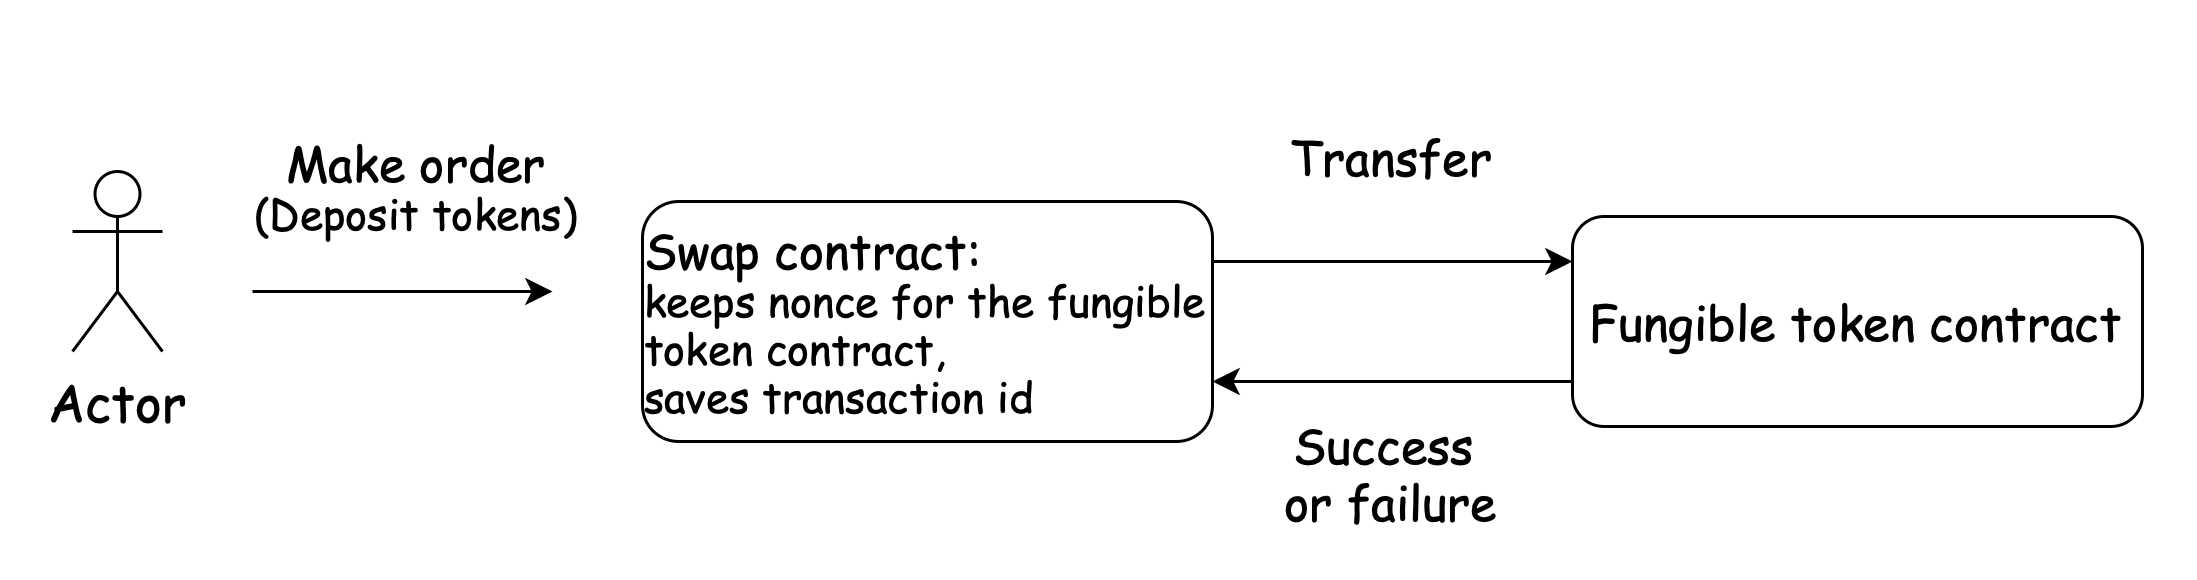 Make order
(Deposit tokens)
Actor
Swap contract:
keeps nonce for the fungible
token contract,
saves transaction id
Transfer
Success
or failure
Fungible token contract